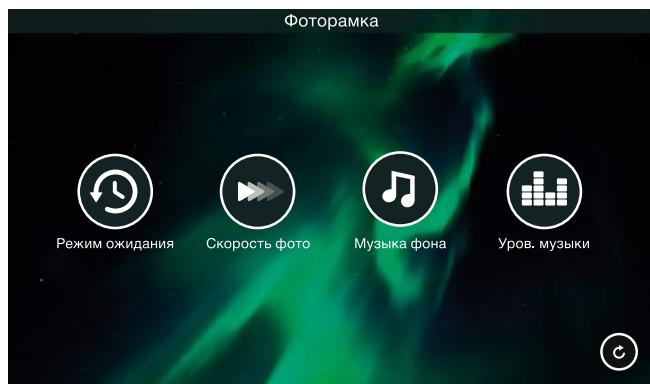 Фоторамка
Режим ожидания
Скорость фото
Музыка фона
Уров. музыки